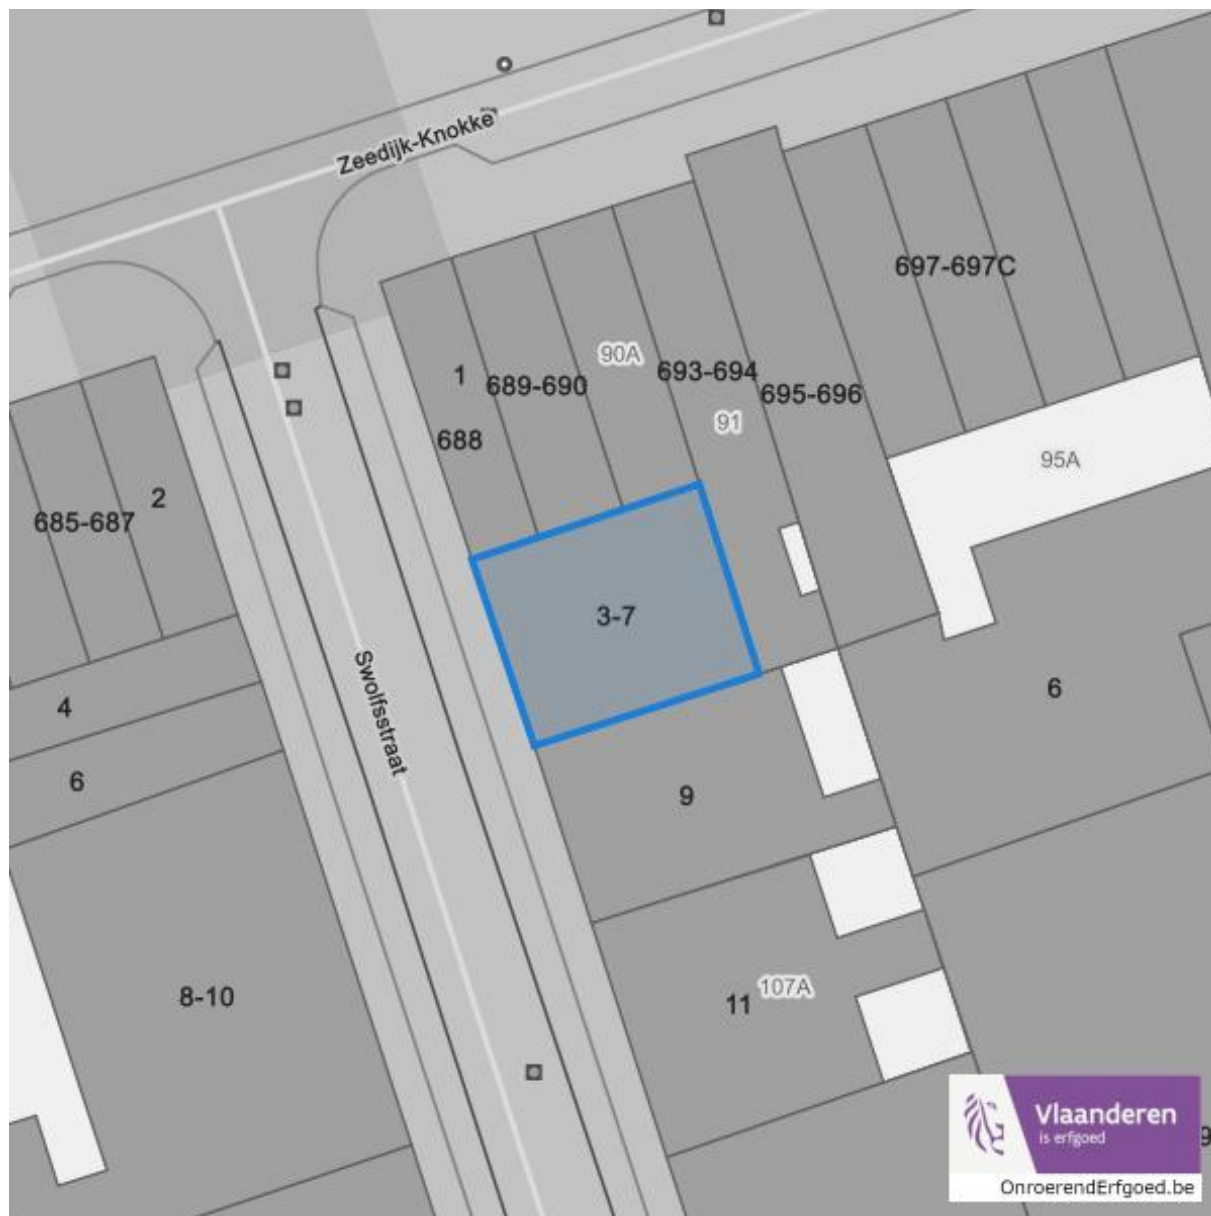 Zeedijk-Knokke
697-697C
90A
1
689-690
693-694
695-696
91
688
95A
2
685-687
3-7
Swolfsstraat
4
6
6
9
8-10
11
107A
Vlaanderen
is erfgoed
9
OnroerendErfgoed.be